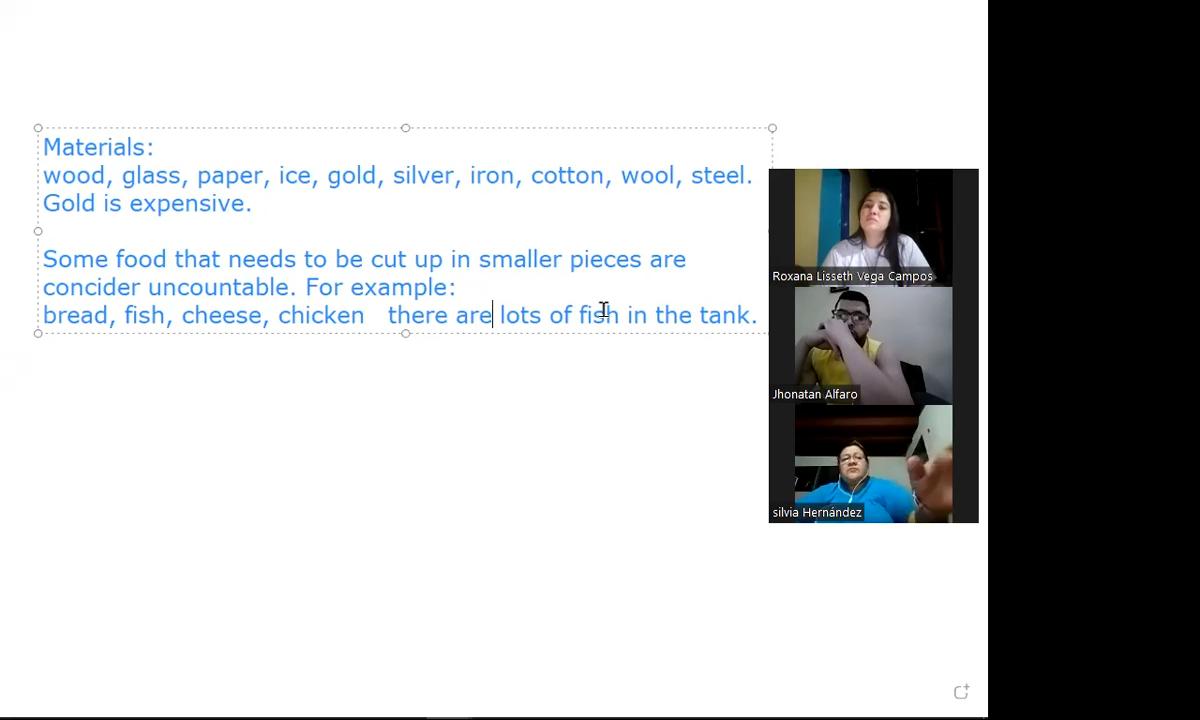 Materials:
wood, glass, paper, ice, gold, silver, iron, cotton, wool, steel.
Gold is expensive.
Some food that needs to be cut up in smaller pieces are
concider uncountable. For example:
bread, fish, cheese, chicken there are lots of fish in the tank.
Roxana Lisseth Vega Campos
Jhonatan Alfaro
silvia Hernández